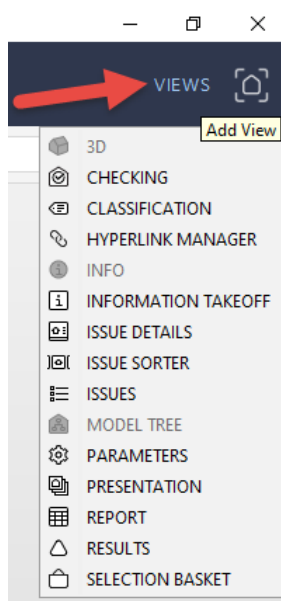 VIEWS
Add View
3D
CHECKING
CLASSIFICATION
HYPERLINK MANAGER
INFO
INFORMATION TAKEOFF
ISSUE DETAILS
ISSUE SORTER
ISSUES
MODEL TREE
PARAMETERS
PRESENTATION
REPORT
RESULTS
SELECTION BASKET